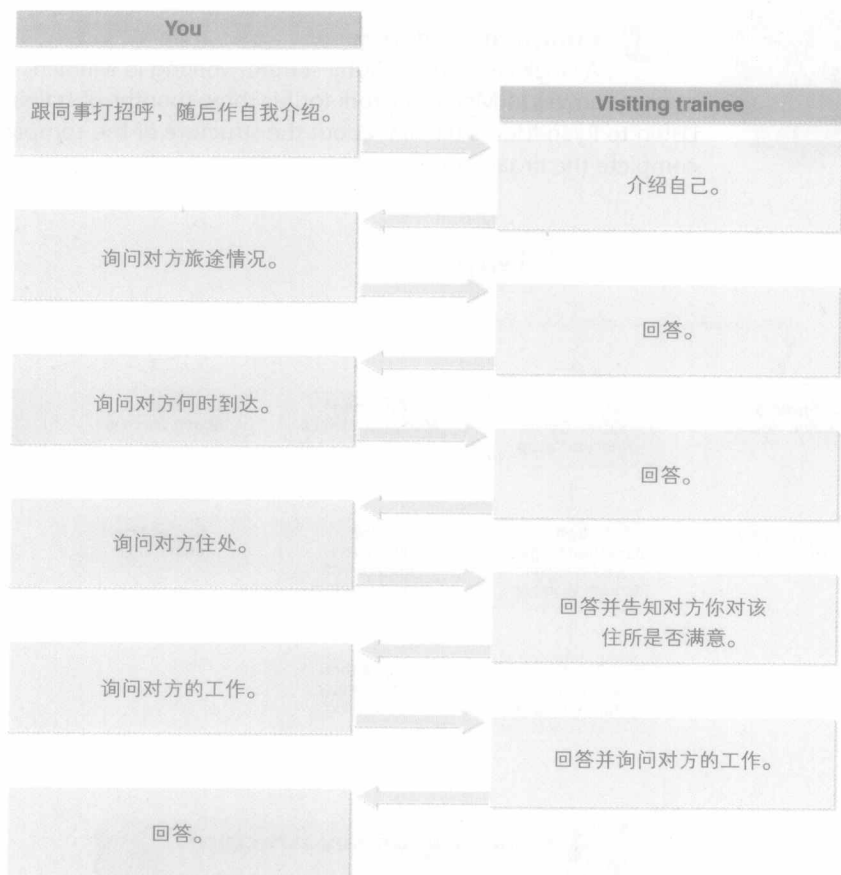 You
跟同事打招呼，随后作自我介绍。
Visiting trainee
介绍自己。
询问对方旅途情况。
回答。
询问对方何时到达。
回答。
询问对方住处。
回答并告知对方你对该
住所是否满意。
询问对方的工作。
回答并询问对方的工作。
回答。